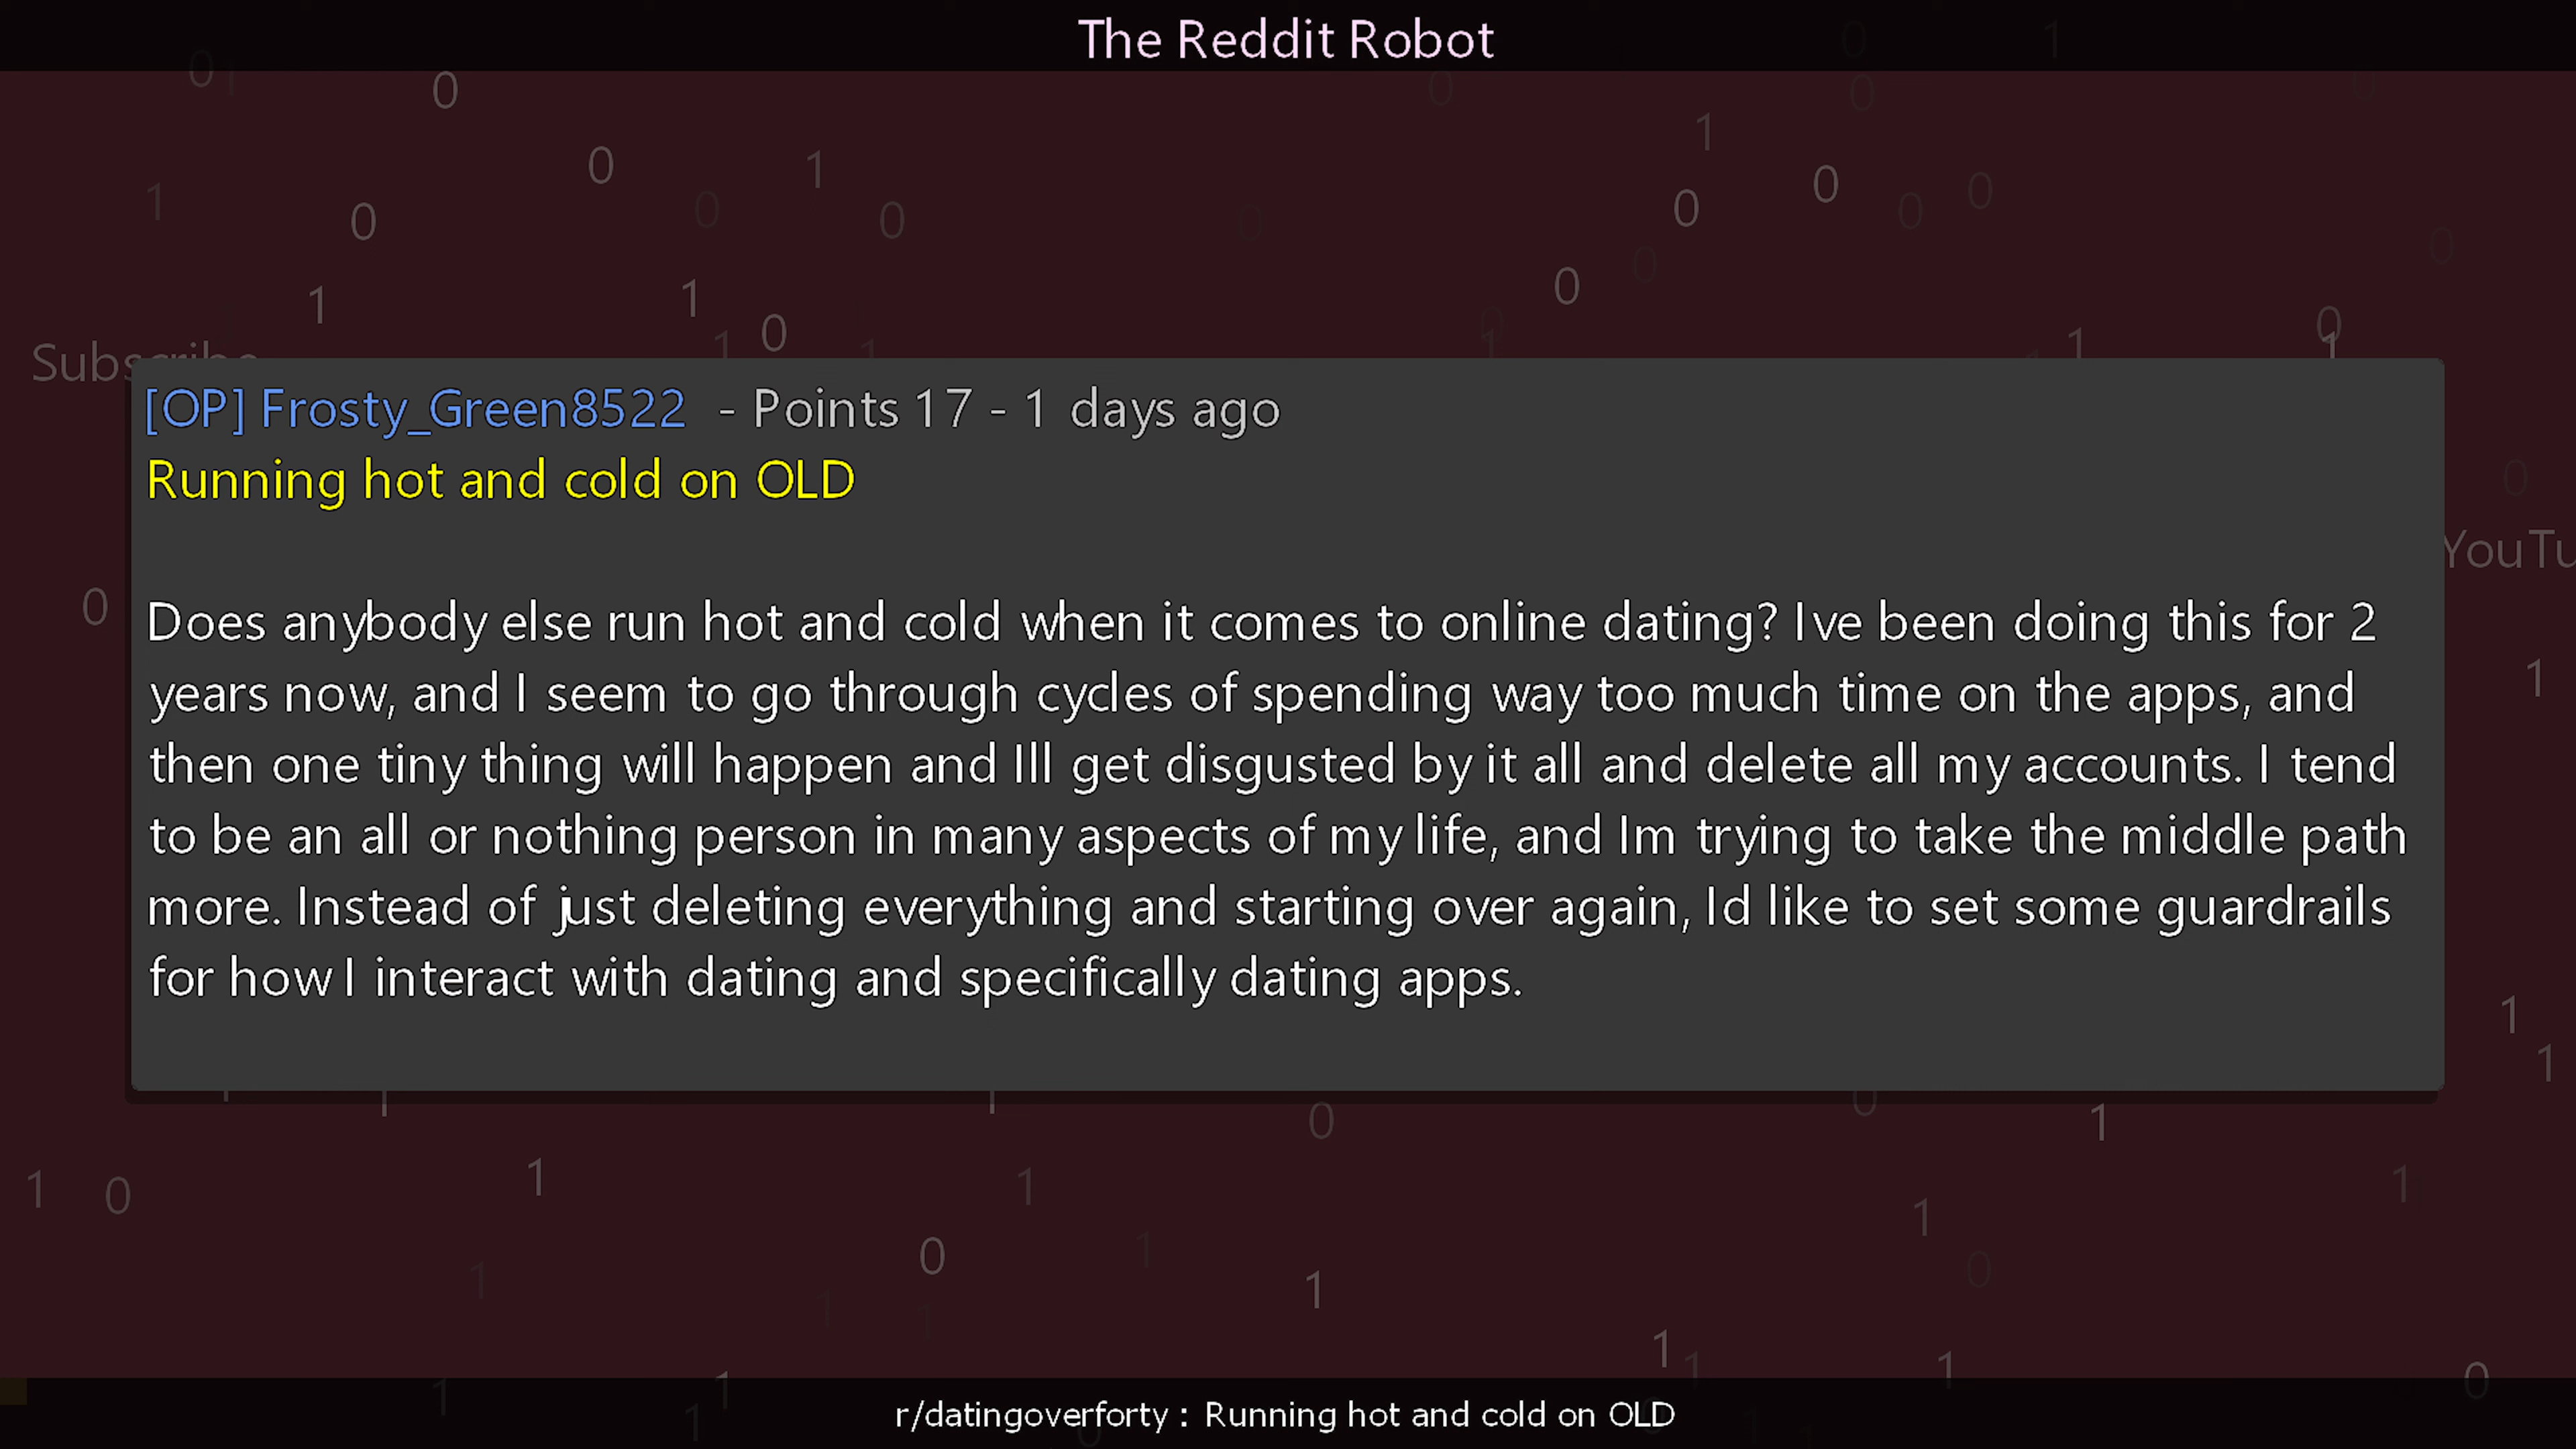 The Reddit Robot
Subscribe
[OP] Frosty_Green8522 - Points 17 - 1 days ago
Running hot and cold on OLD
YouTu
Does anybody else run hot and cold when it comes to online dating? Ive been doing this for 2
years now, and I seem to go through cycles of spending way too much time on the apps, and
then one tiny thing will happen and Ill get disgusted by it all and delete all my accounts. I tend
to be an all or nothing person in many aspects of my life, and Im trying to take the middle path
more. Instead of just deleting everything and starting over again, Id like to set some guardrails
for how I interact with dating and specifically dating apps.
r/datingoverforty : Running hot and cold on OLD